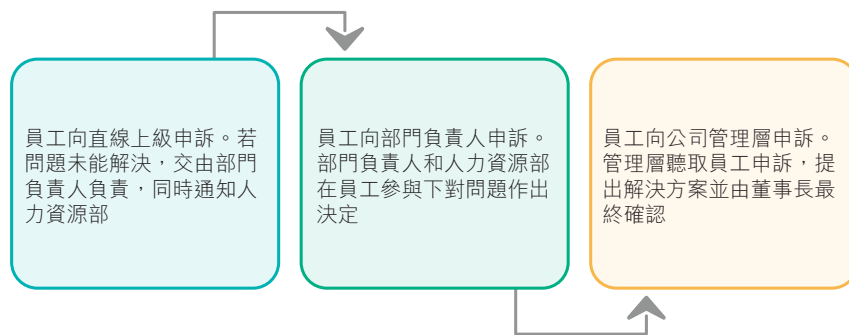 員工向直線上級申訴。若
問題未能解決，交由部門
負責人負責，同時通知人
力資源部
員工向部門負責人申訴。
部門負責人和人力資源部
在員工參與下對問題作出
決定
員工向公司管理層申訴。
管理層聽取員工申訴，提
出解決方案並由董事長最
終確認